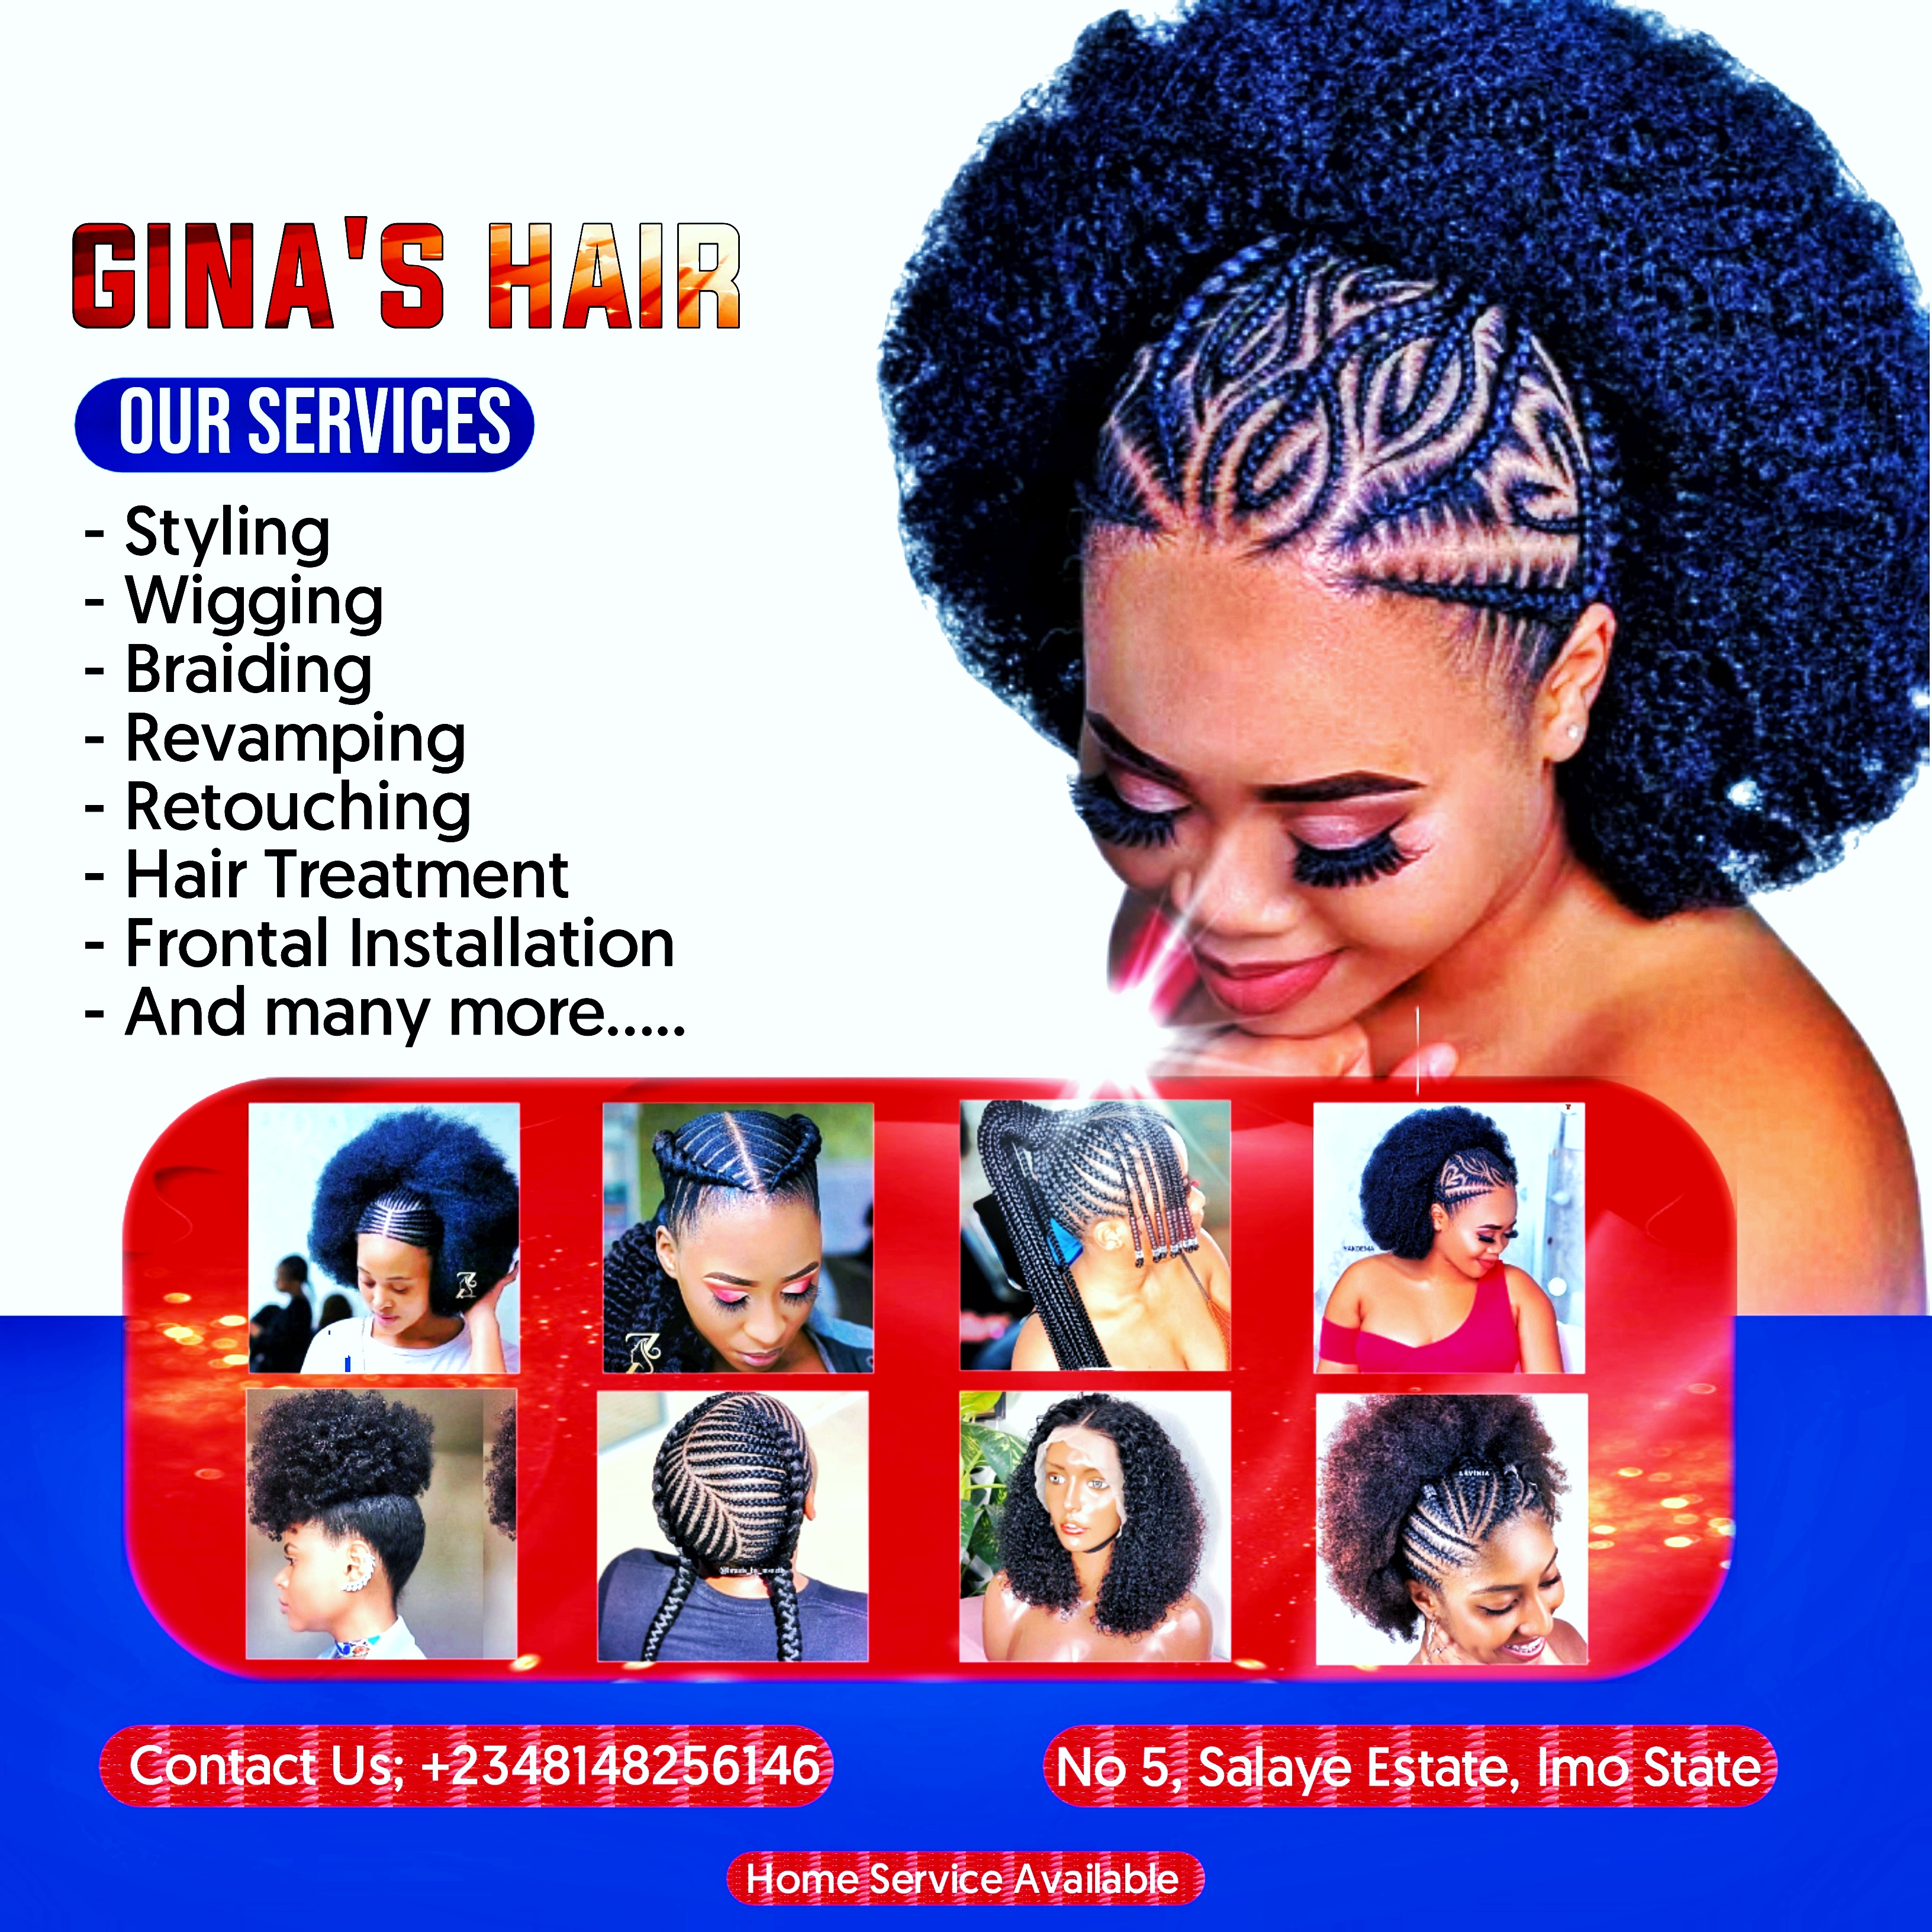 GINA'S HAIR
OUR SERVICES
- Styling
- Wigging
- Braiding
- Revamping
- Retouching
- Hair Treatment
- Frontal Installation
- And many more.....
LAVINIA
Contact Us; +2348148256146
No 5, Salaye Estate, Imo State
Home Service Available